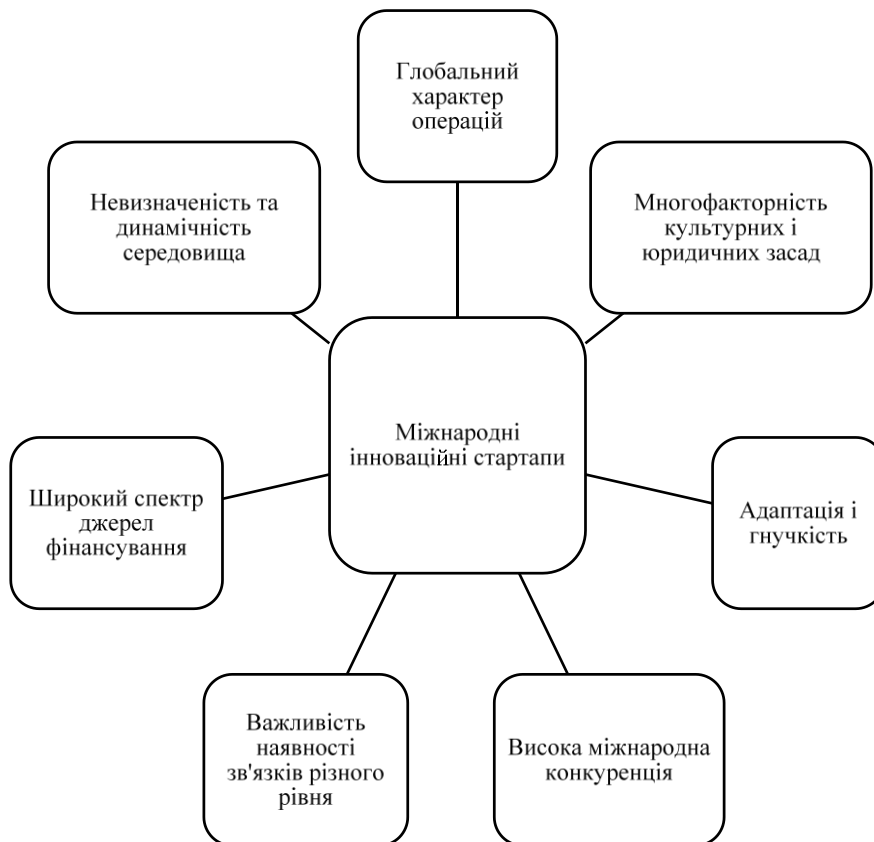 Глобальний
характер
операцій
Невизначеність та
динамічність
середовища
Многофакторність
культурних і
юридичних засад
Міжнародні
інноваційні стартапи
Широкий спектр
джерел
фінансування
Адаптація і
гнучкість
Важливість
наявності
зв'язків різного
рівня
Висока міжнародна
конкуренція